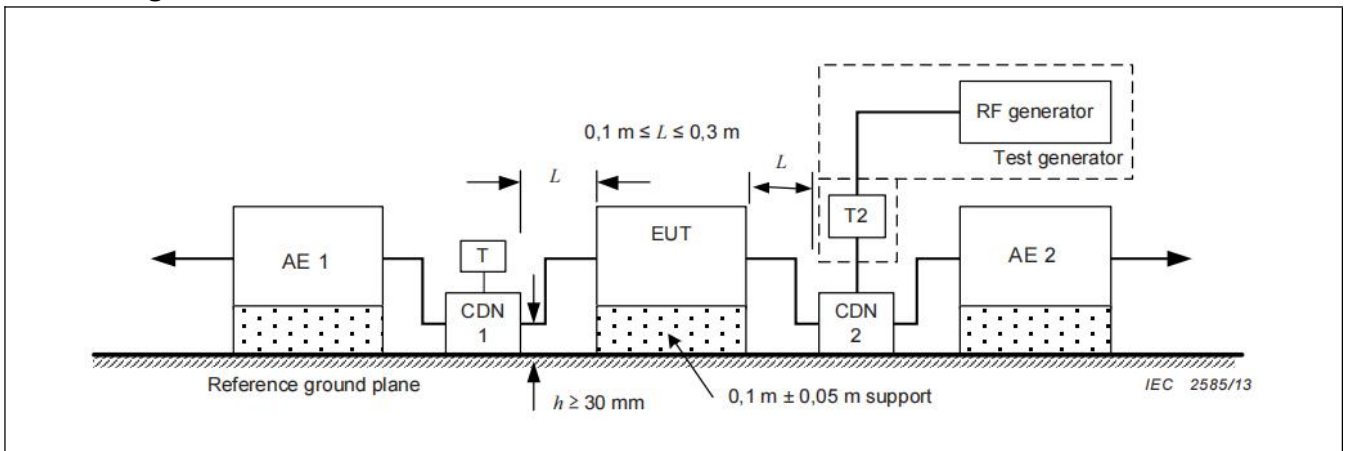 RF generator
Test generator
0,1 m ≤ L ≤ 0,3 m
L
L
T2
AE 1
T
EUT
AE 2
CDN
1
CDN
2
Reference ground plane
h ≥ 30 mm
0,1 m ± 0,05 m support
IEC 2585/13